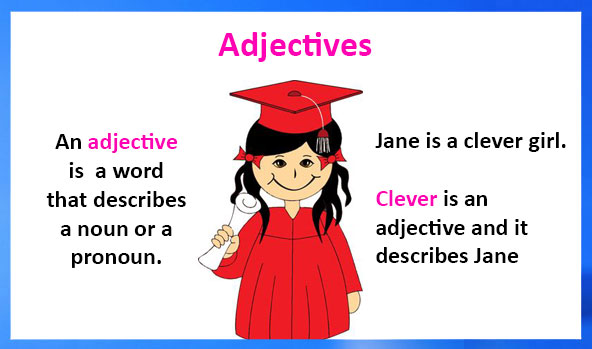 Adjectives
An adjective
is a word
that describes
a noun or a
pronoun.
Jane is a clever girl.
Clever is an
adjective and it
describes Jane